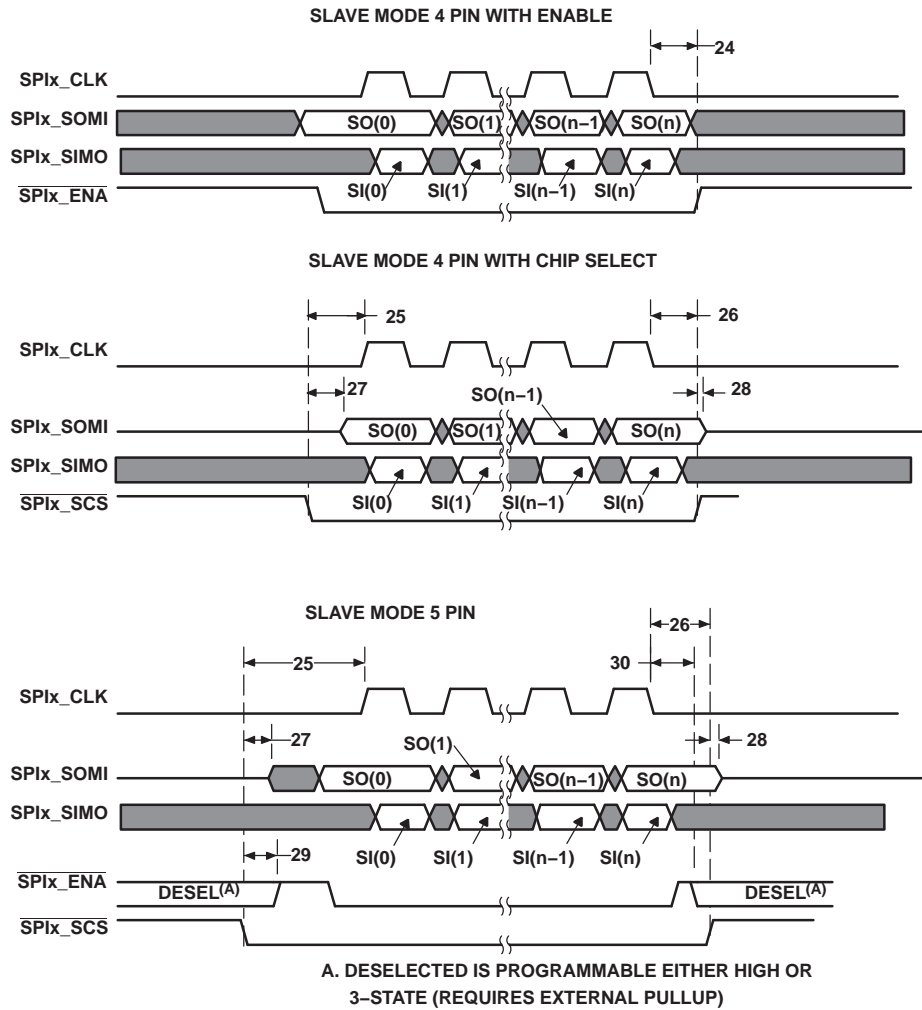 SLAVE MODE 4 PIN WITH ENABLE
24
SPIx_CLK
SPIx_SOMI
SO(0)
SO(1)
SO(n−1
SO(n)
SPIx_SIMO
SI(0)
SI(1)
SI(n−1)
SI(n)
SPIx_ENA
SLAVE MODE 4 PIN WITH CHIP SELECT
25
26
SPIx_CLK
27
SO(n−1)
28
SPIx_SOMI
SO(0)
SO(1)
SO(n)
SPIx_SIMO
SI(0)
SI(1)
SI(n−1)
SI(n)
SPIx_SCS
SLAVE MODE 5 PIN
26
25
30
SPIx_CLK
27
SO(1)
28
SPIx_SOMI
SO(0)
SO(n−1)
SO(n)
SPIx_SIMO
SI(0)
SI(1)
SI(n−1)
SI(n)
29
SPIx_ENA
DESEL(A)
DESEL(A)
SPIx_SCS
A. DESELECTED IS PROGRAMMABLE EITHER HIGH OR
3−STATE (REQUIRES EXTERNAL PULLUP)